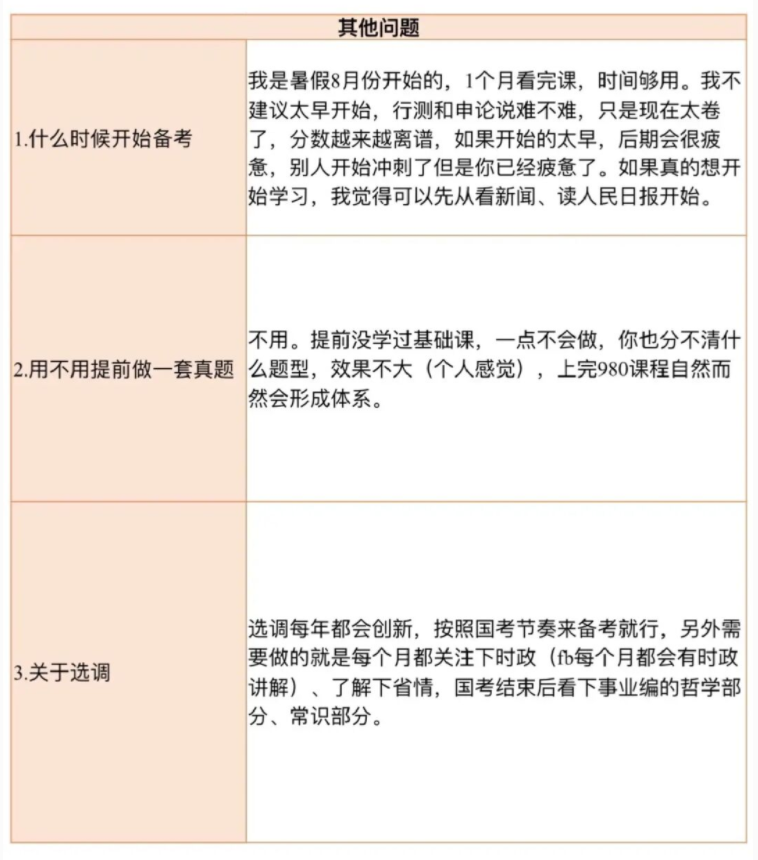 其他问题
1.什么时候开始备考
我是暑假8月份开始的，1个月看完课，时间够用。我不
建议太早开始，行测和申论说难不难，只是现在太卷
了，分数越来越离谱，如果开始的太早，后期会很疲
惫，别人开始冲刺了但是你已经疲惫了。如果真的想开
始学习，我觉得可以先从看新闻、读人民日报开始。
2.用不用提前做一套真题
不用。提前没学过基础课，一点不会做，你也分不清什
么题型，效果不大（个人感觉），上完980课程自然而
然会形成体系。
3.关于选调
选调每年都会创新，按照国考节奏来备考就行，另外需
要做的就是每个月都关注下时政（fb每个月都会有时政
讲解）、了解下省情，国考结束后看下事业编的哲学部
分、常识部分。